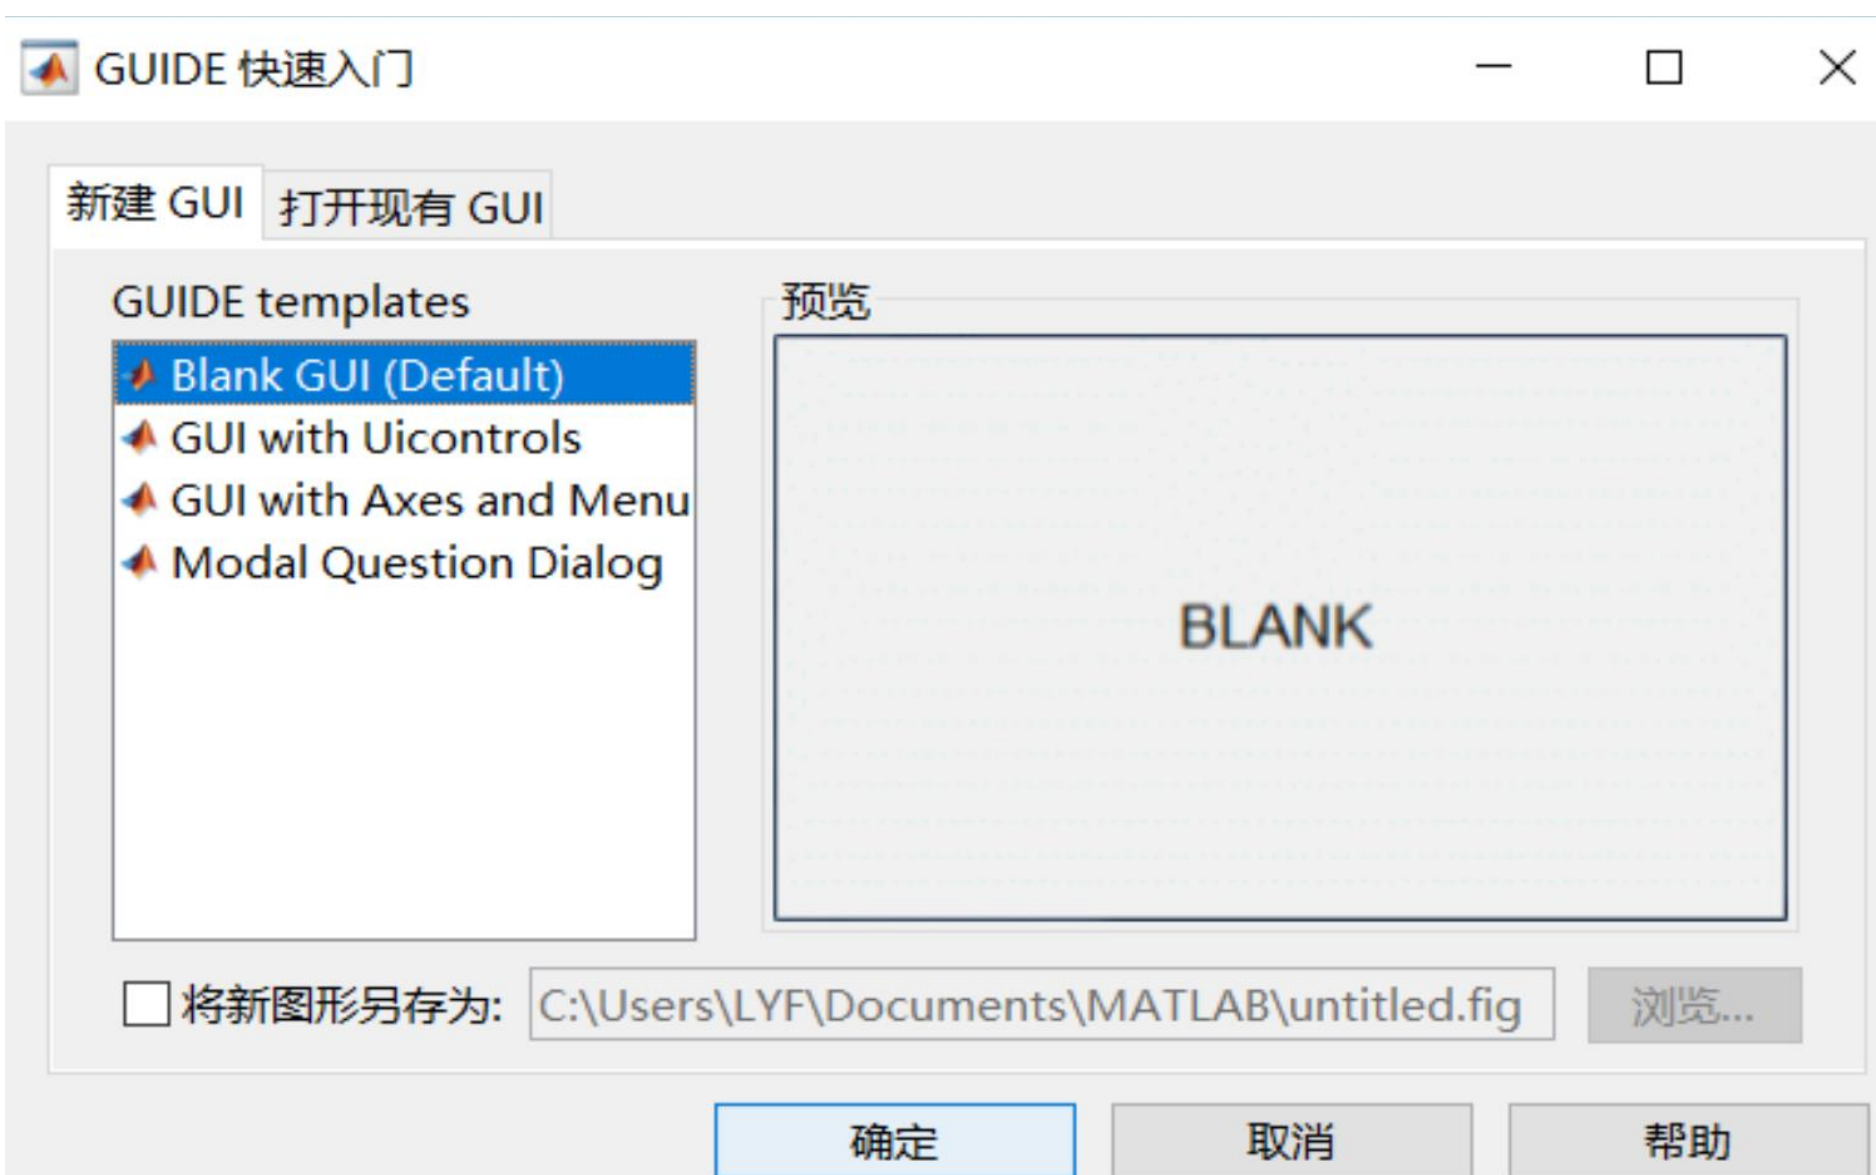 GUIDE 快速入门
新建 GUI
打开现有 GUI
GUIDE templates
预览
Blank GUI (Default)
GUI with Uicontrols
GUI with Axes and Menu
Modal Question Dialog
BLANK
将新图形另存为: C:\Users\LYF\Documents\MATLAB\untitled.fig 浏览...
确定 取消 帮助